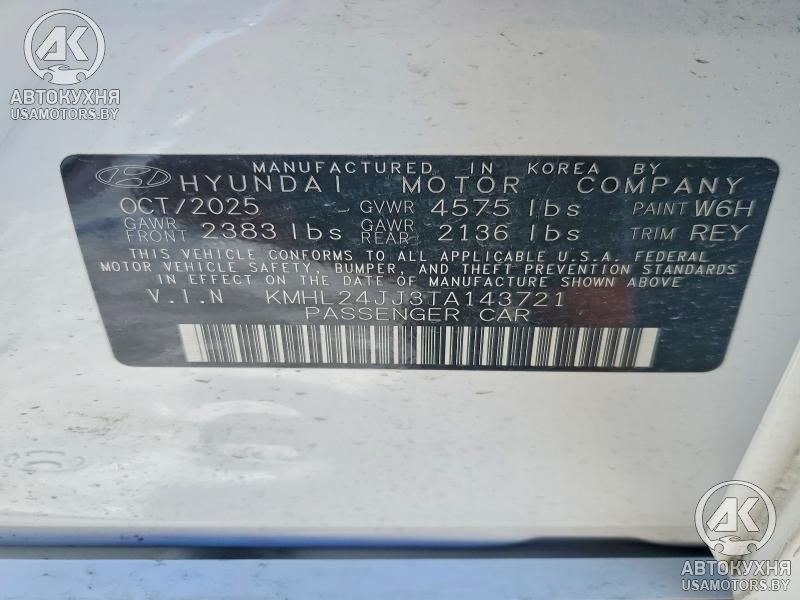 AK
АВТОКУХНЯ
USAMOTORS.BY
MANUFACTURED IN KOREA BY
HYUNDAI MOTOR COMPANY
OCT/2025 GVWR 4575 lbs PAINT W6H
GAWR FRONT 2383 lbs GAWR REAR 2136 lbs TRIM REY
THIS VEHICLE CONFORMS TO ALL APPLICABLE U.S.A. FEDERAL
MOTOR VEHICLE SAFETY, BUMPER, AND THEFT PREVENTION STANDARDS
IN EFFECT ON THE DATE OF MANUFACTURE SHOWN ABOVE
V.I.N KMHL24JJ3TA143721
PASSENGER CAR
AK
АВТОКУХНЯ
USAMOTORS.BY